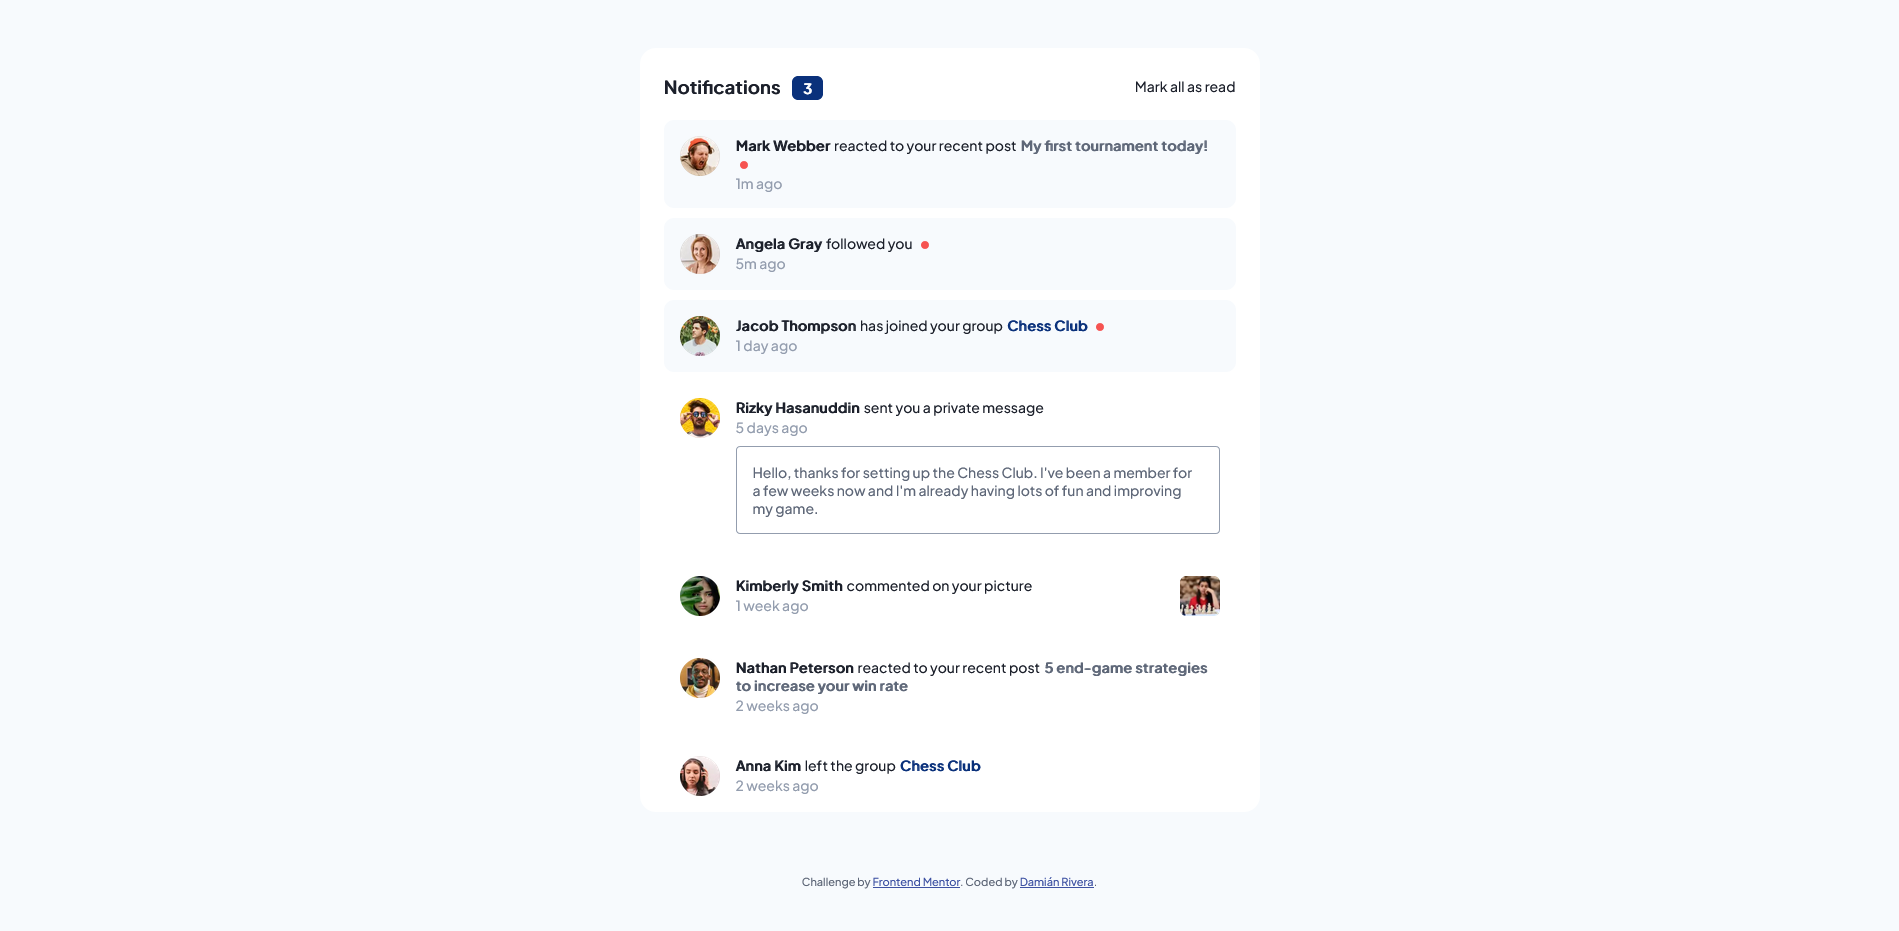 Notifications 3 Mark all as read
Mark Webber reacted to your recent post My first tournament today!
1m ago
Angela Gray followed you
5m ago
Jacob Thompson has joined your group Chess Club
1 day ago
Rizky Hasanuddin sent you a private message
5 days ago
Hello, thanks for setting up the Chess Club. I've been a member for
a few weeks now and I'm already having lots of fun and improving
my game.
Kimberly Smith commented on your picture
1 week ago
Nathan Peterson reacted to your recent post 5 end-game strategies
to increase your win rate
2 weeks ago
Anna Kim left the group Chess Club
2 weeks ago
Challenge by Frontend Mentor. Coded by Damián Rivera.